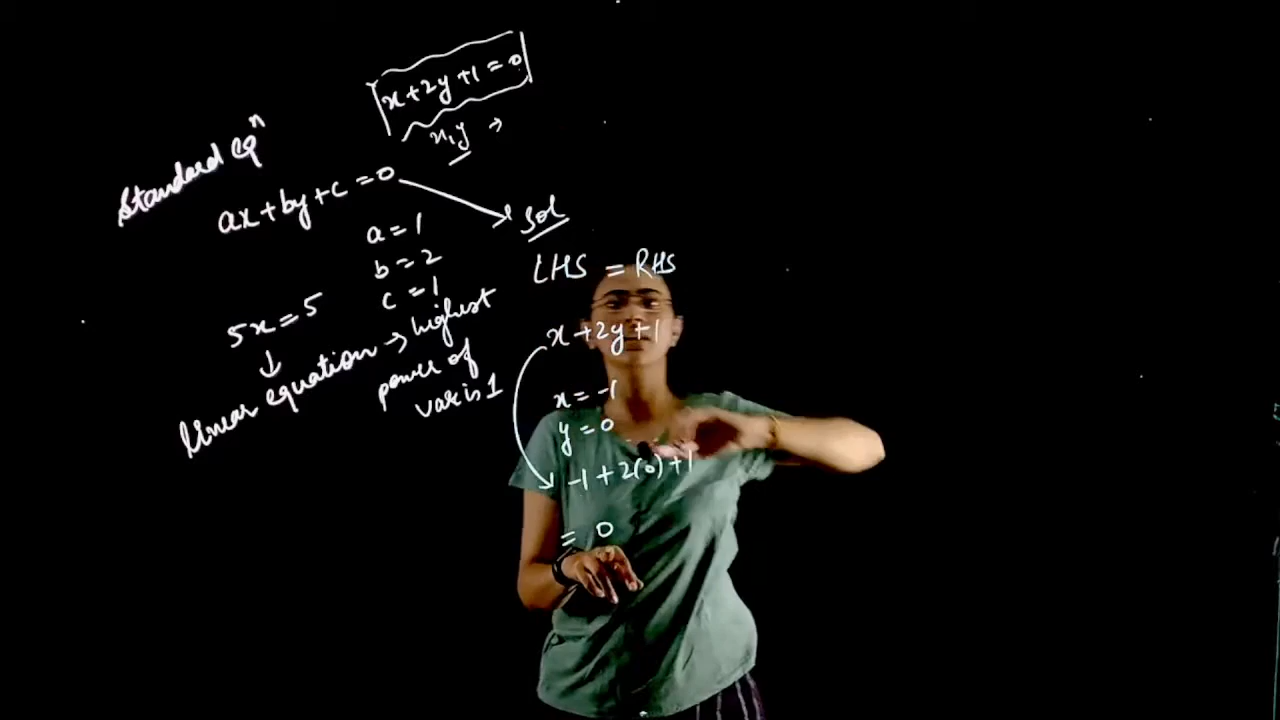 x+2y+1=0
x,y →
Standard eqⁿ
ax+by+c=0
a=1
b=2
c=1
5x=5
↓
linear equation → highest
power of
var is 1
Sol
LHS = RHS
x+2y+1
x=-1
y=0
-1+2(0)+1
= 0